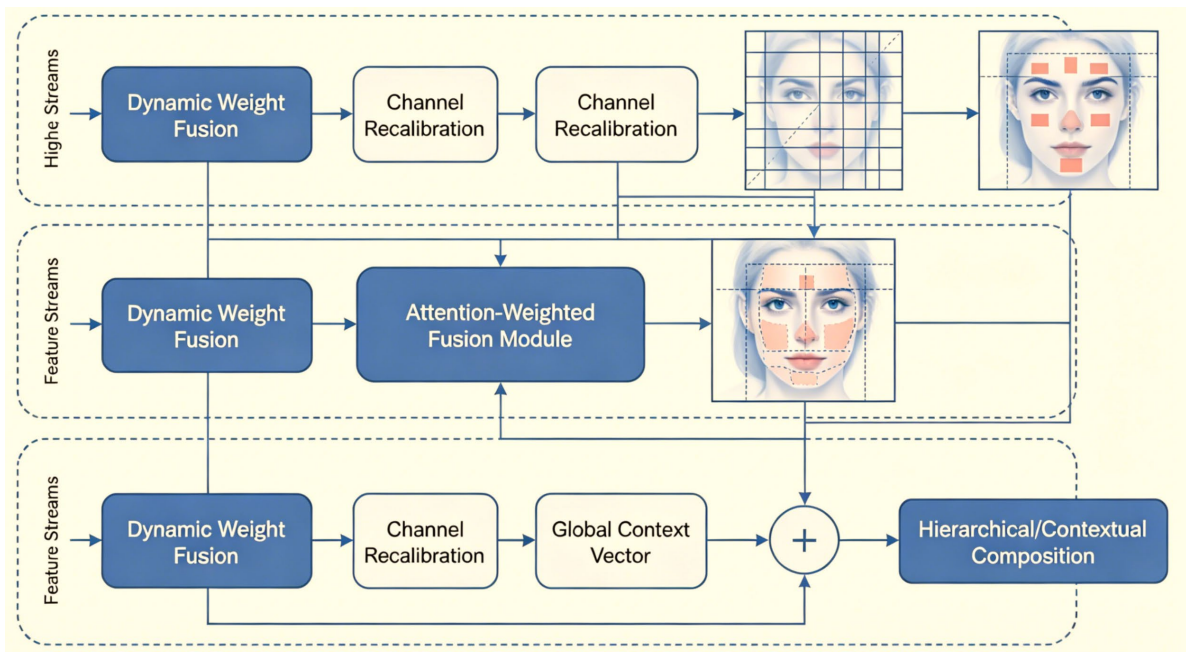 Highe Streams
Dynamic Weight
Fusion
Channel
Recalibration
Channel
Recalibration
Feature Streams
Dynamic Weight
Fusion
Attention-Weighted
Fusion Module
Feature Streams
Dynamic Weight
Fusion
Channel
Recalibration
Global Context
Vector
+
Hierarchical/Contextual
Composition